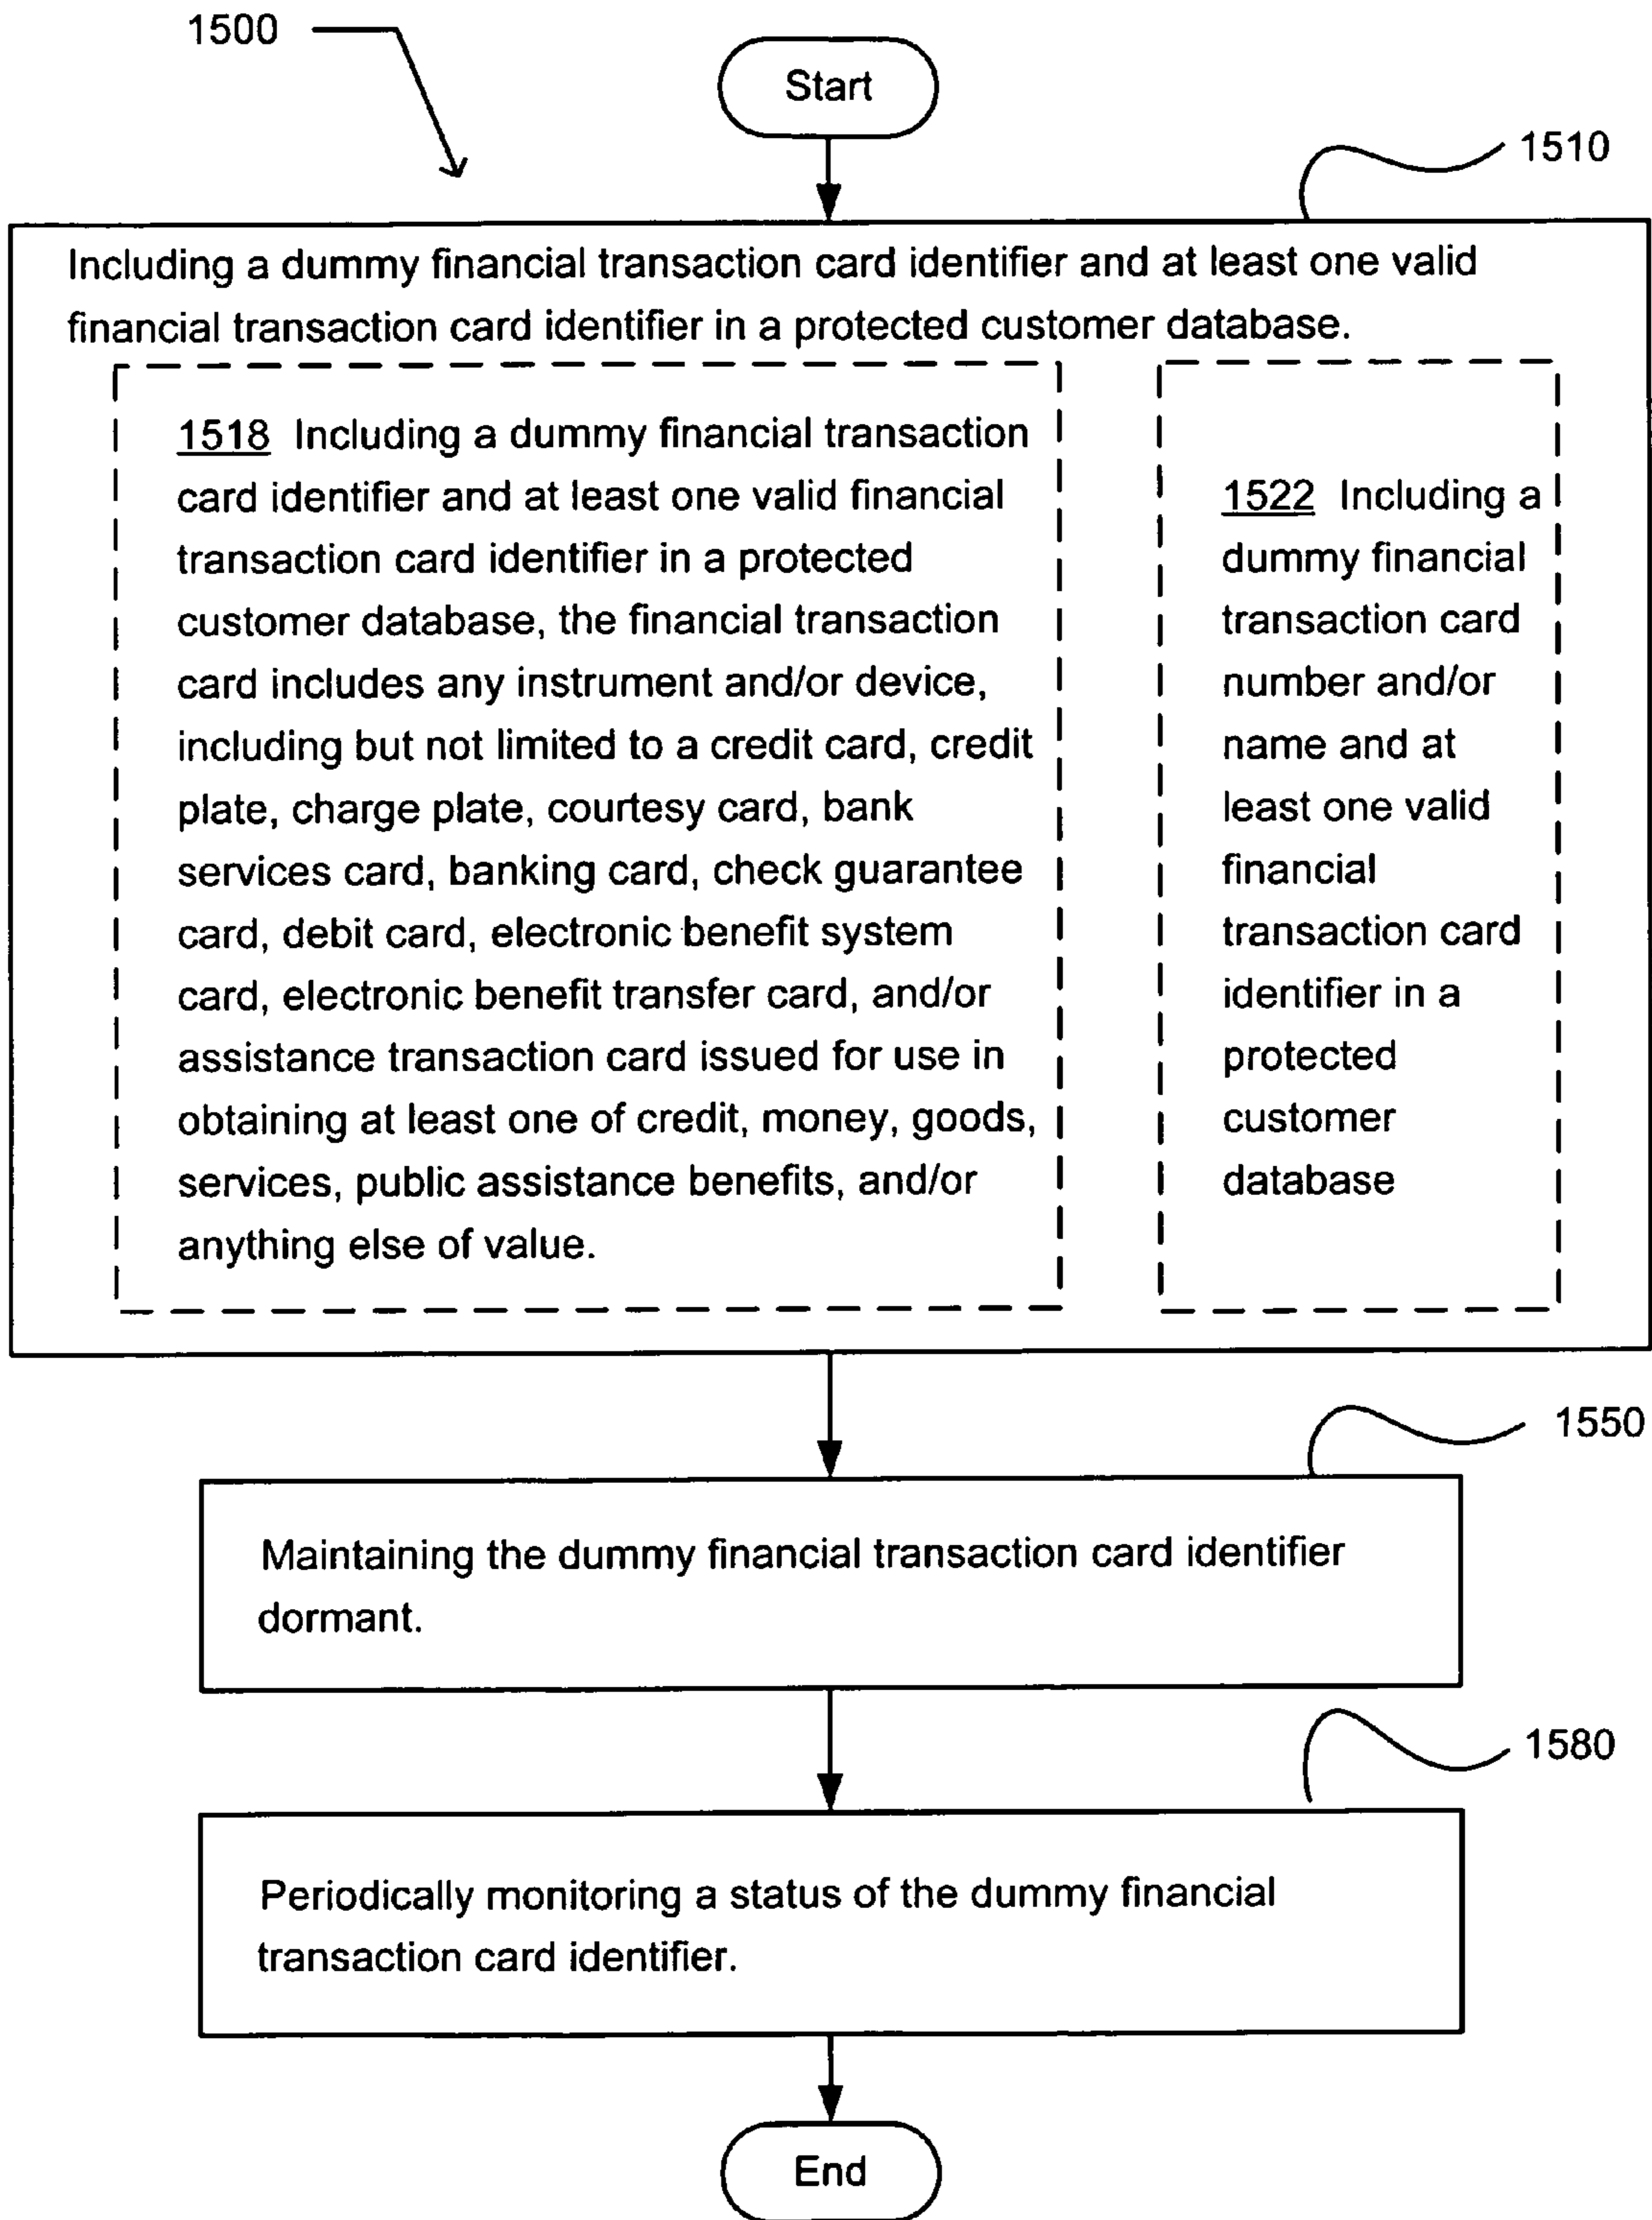 1500
Start
1510
Including a dummy financial transaction card identifier and at least one valid
financial transaction card identifier in a protected customer database.
1518 Including a dummy financial transaction
card identifier and at least one valid financial
transaction card identifier in a protected
customer database, the financial transaction
card includes any instrument and/or device,
including but not limited to a credit card, credit
plate, charge plate, courtesy card, bank
services card, banking card, check guarantee
card, debit card, electronic benefit system
card, electronic benefit transfer card, and/or
assistance transaction card issued for use in
obtaining at least one of credit, money, goods,
services, public assistance benefits, and/or
anything else of value.
1522 Including a
dummy financial
transaction card
number and/or
name and at
least one valid
financial
transaction card
identifier in a
protected
customer
database
1550
Maintaining the dummy financial transaction card identifier
dormant.
1580
Periodically monitoring a status of the dummy financial
transaction card identifier.
End